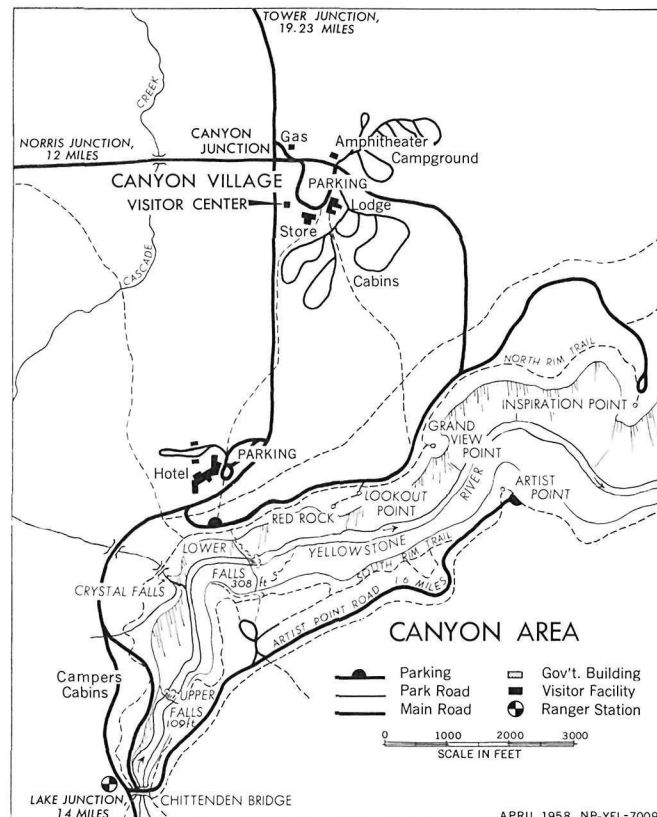 TOWER JUNCTION,
19.23 MILES
CREEK
NORRIS JUNCTION,
12 MILES
CANYON
JUNCTION
Gas
Amphitheater
Campground
CANYON VILLAGE
PARKING
VISITOR CENTER
Lodge
Store
Cabins
CASCADE
NORTH RIM TRAIL
INSPIRATION POINT
GRAND
VIEW
POINT
PARKING
Hotel
LOOKOUT
POINT
RIVER
ARTIST
POINT
RED ROCK
LOWER
YELLOWSTONE
FALLS
308 ft
SOUTH RIM TRAIL
CRYSTAL FALLS
ARTIST POINT ROAD 1.6 MILES
CANYON AREA
Campers
Cabins
UPPER
FALLS
109ft
Parking
Park Road
Main Road
Gov't. Building
Visitor Facility
Ranger Station
0 1000 2000 3000
SCALE IN FEET
LAKE JUNCTION,
14 MILES
CHITTENDEN BRIDGE
APRIL 1958 NP-YEL-7009